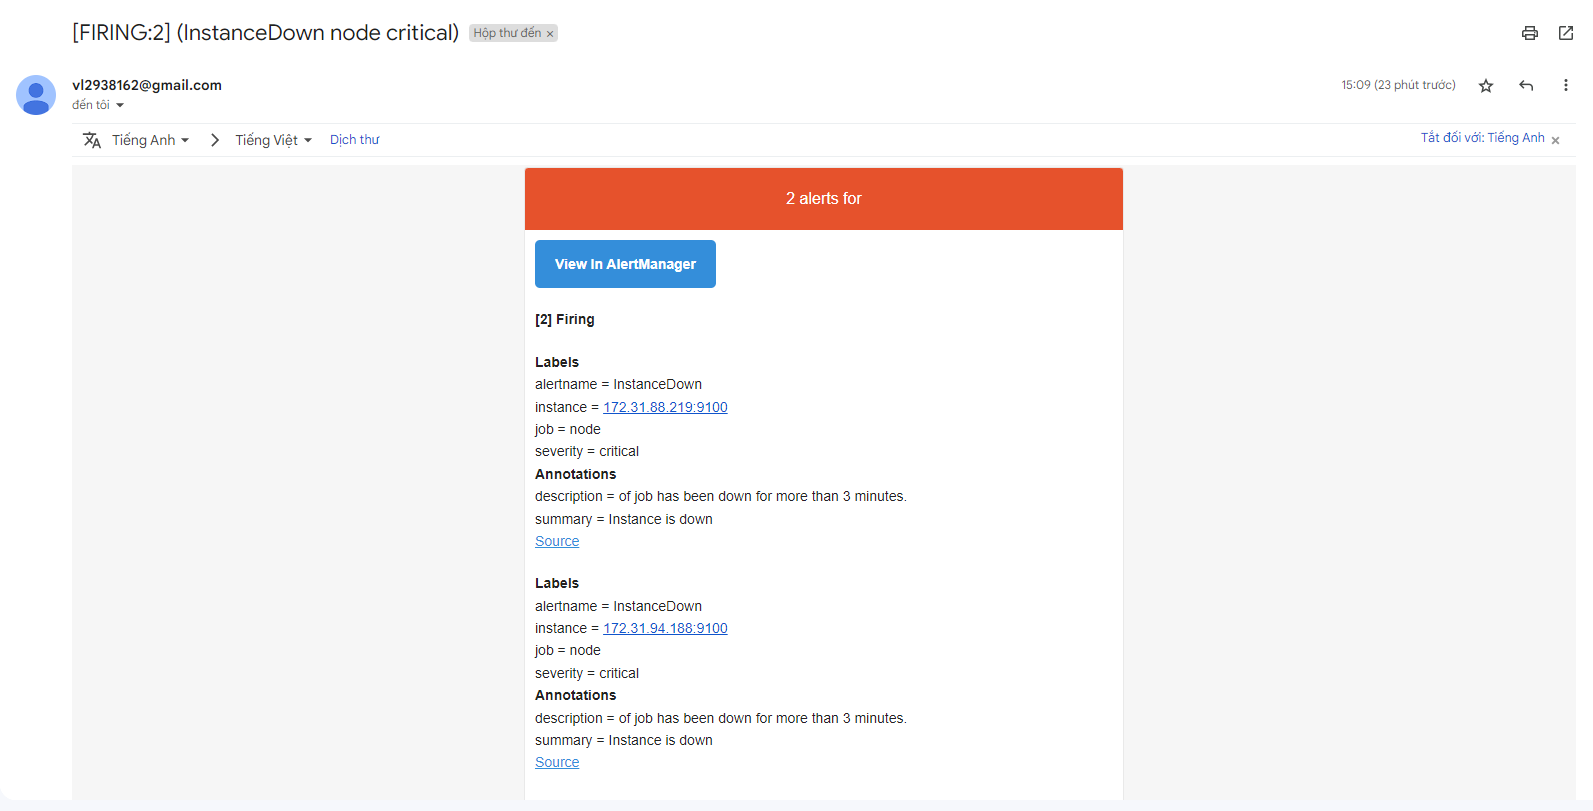 [FIRING:2] (InstanceDown node critical) Hộp thư đến ×
vl2938162@gmail.com
15:09 (23 phút trước)
đến tôi
Tiếng Anh > Tiếng Việt Dịch thư
Tắt đối với: Tiếng Anh ×
2 alerts for
View In AlertManager
[2] Firing
Labels
alertname = InstanceDown
instance = 172.31.88.219:9100
job = node
severity = critical
Annotations
description = of job has been down for more than 3 minutes.
summary = Instance is down
Source
Labels
alertname = InstanceDown
instance = 172.31.94.188:9100
job = node
severity = critical
Annotations
description = of job has been down for more than 3 minutes.
summary = Instance is down
Source